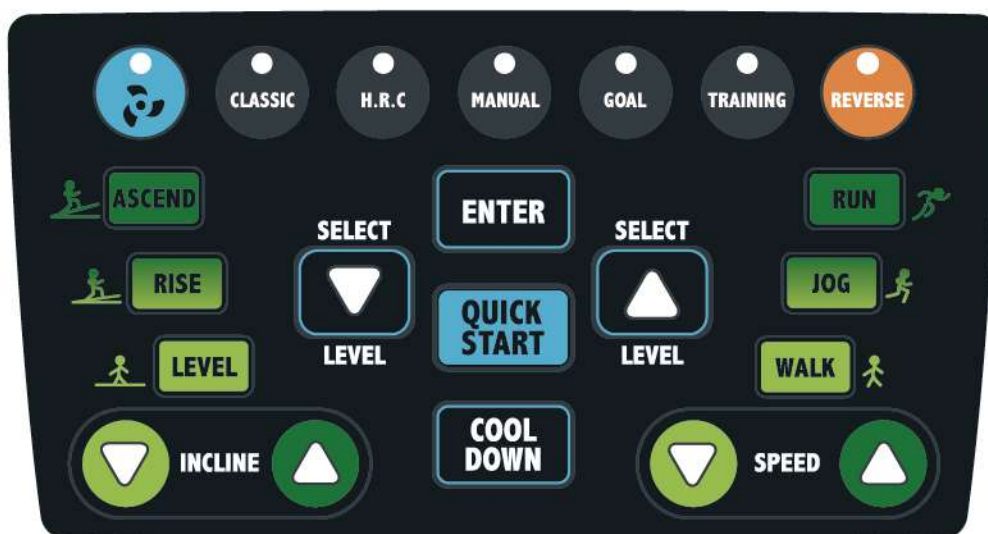 CLASSIC
H.R.C
MANUAL
GOAL
TRAINING
REVERSE
ASCEND
ENTER
RUN
SELECT
SELECT
RISE
QUICK
START
JOG
LEVEL
LEVEL
LEVEL
WALK
INCLINE
COOL
DOWN
SPEED